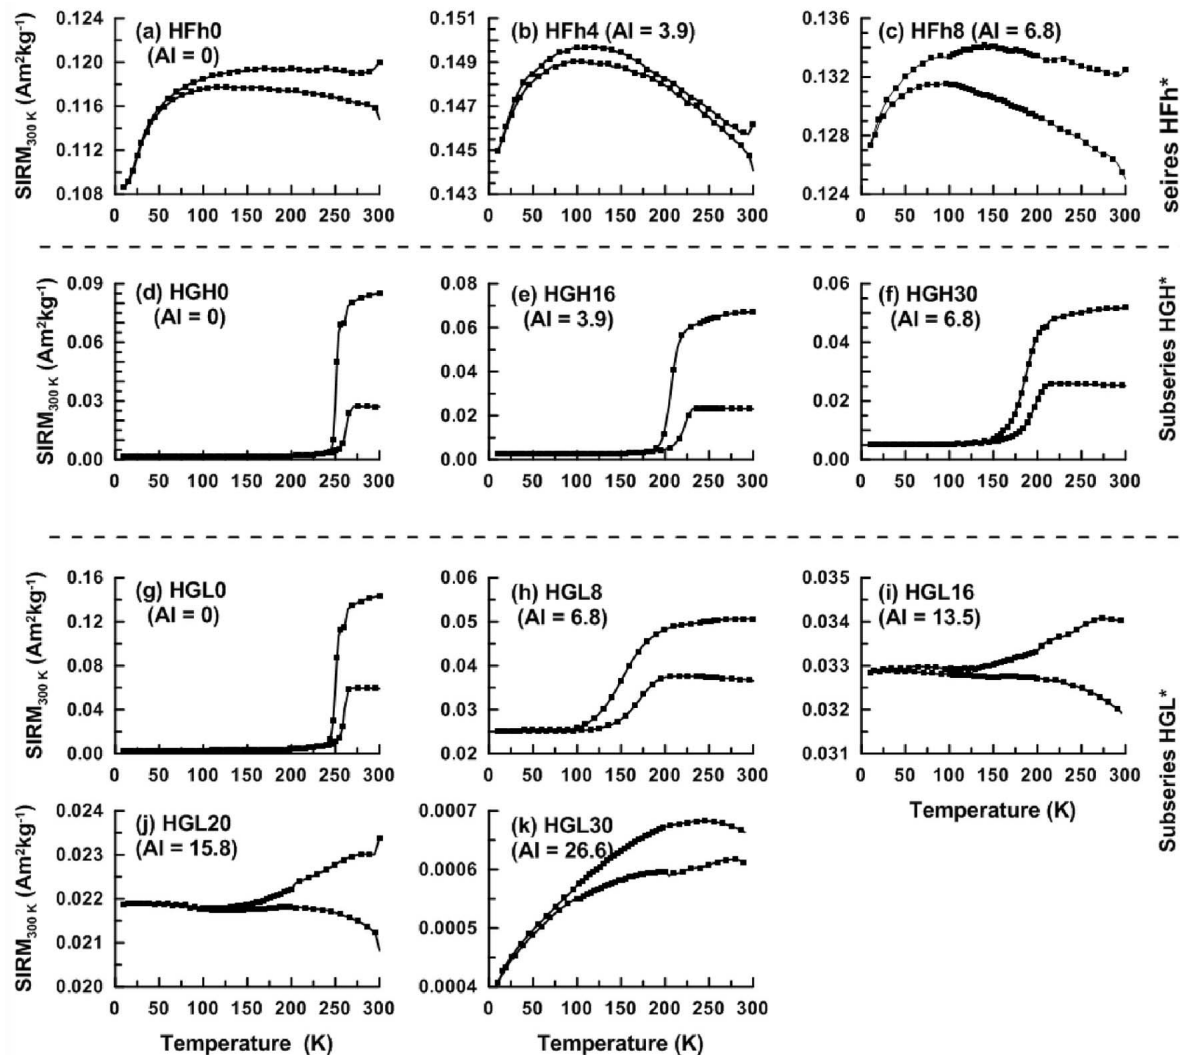 0.124
0.120
0.116
0.112
0.108
SIRM300 K (Am²kg⁻¹)
(a) HFh0
(Al = 0)
0 50 100 150 200 250 300
0.151
0.149
0.147
0.145
0.143
(b) HFh4 (Al = 3.9)
0 50 100 150 200 250 300
0.136
0.132
0.128
0.124
(c) HFh8 (Al = 6.8)
0 50 100 150 200 250 300
seires HFh*
0.09
0.06
0.03
0.00
SIRM300 K (Am²kg⁻¹)
(d) HGH0
(Al = 0)
0 50 100 150 200 250 300
0.08
0.06
0.04
0.02
0.00
(e) HGH16
(Al = 3.9)
0 50 100 150 200 250 300
0.06
0.04
0.02
0.00
(f) HGH30
(Al = 6.8)
0 50 100 150 200 250 300
Subseries HGH*
0.16
0.12
0.08
0.04
0.00
SIRM300 K (Am²kg⁻¹)
(g) HGL0
(Al = 0)
0 50 100 150 200 250 300
0.06
0.05
0.04
0.03
0.02
(h) HGL8
(Al = 6.8)
0 50 100 150 200 250 300
0.035
0.034
0.033
0.032
0.031
(i) HGL16
(Al = 13.5)
0 50 100 150 200 250 300
Temperature (K)
Subseries HGL*
0.024
0.023
0.022
0.021
0.020
SIRM300 K (Am²kg⁻¹)
(j) HGL20
(Al = 15.8)
0 50 100 150 200 250 300
Temperature (K)
0.0007
0.0006
0.0005
0.0004
(k) HGL30
(Al = 26.6)
0 50 100 150 200 250 300
Temperature (K)